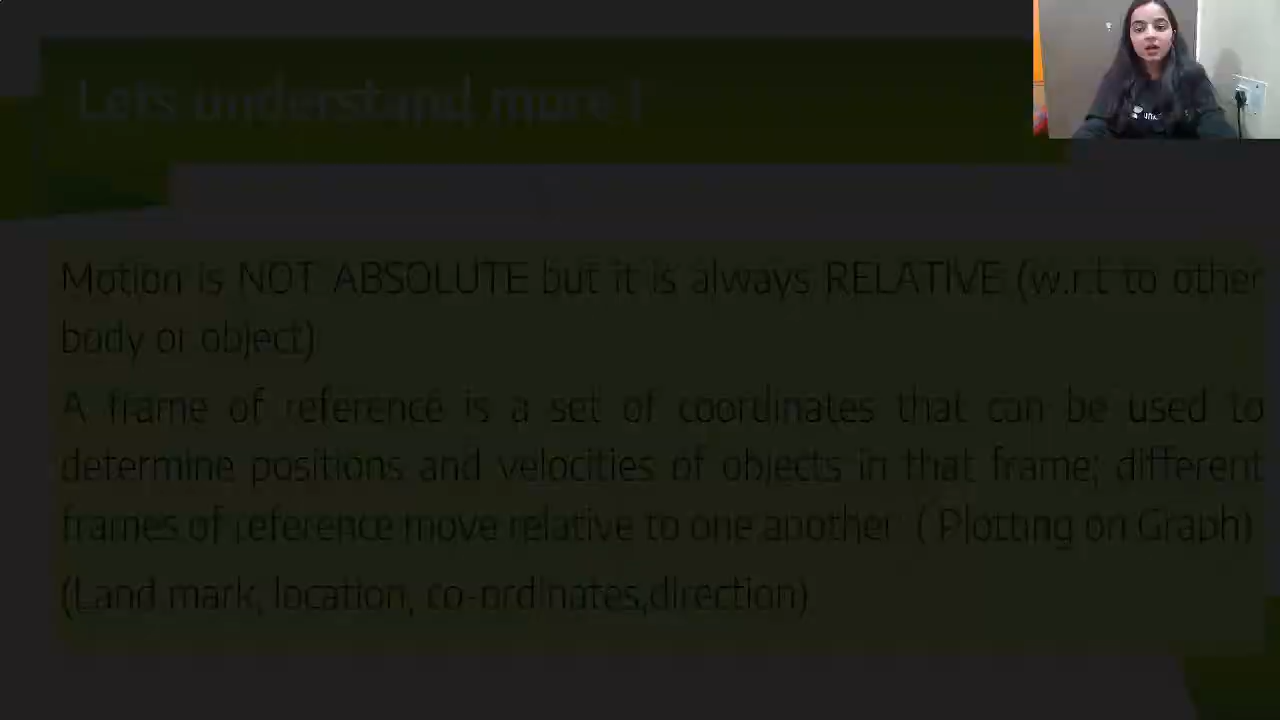 Lets understand more !
Motion is NOT ABSOLUTE but it is always RELATIVE (w.r.t to other
body or object)
A frame of reference is a set of coordinates that can be used to
determine positions and velocities of objects in that frame; different
frames of reference move relative to one another. ( Plotting on Graph)
(Land mark, location, co-ordinates,direction)